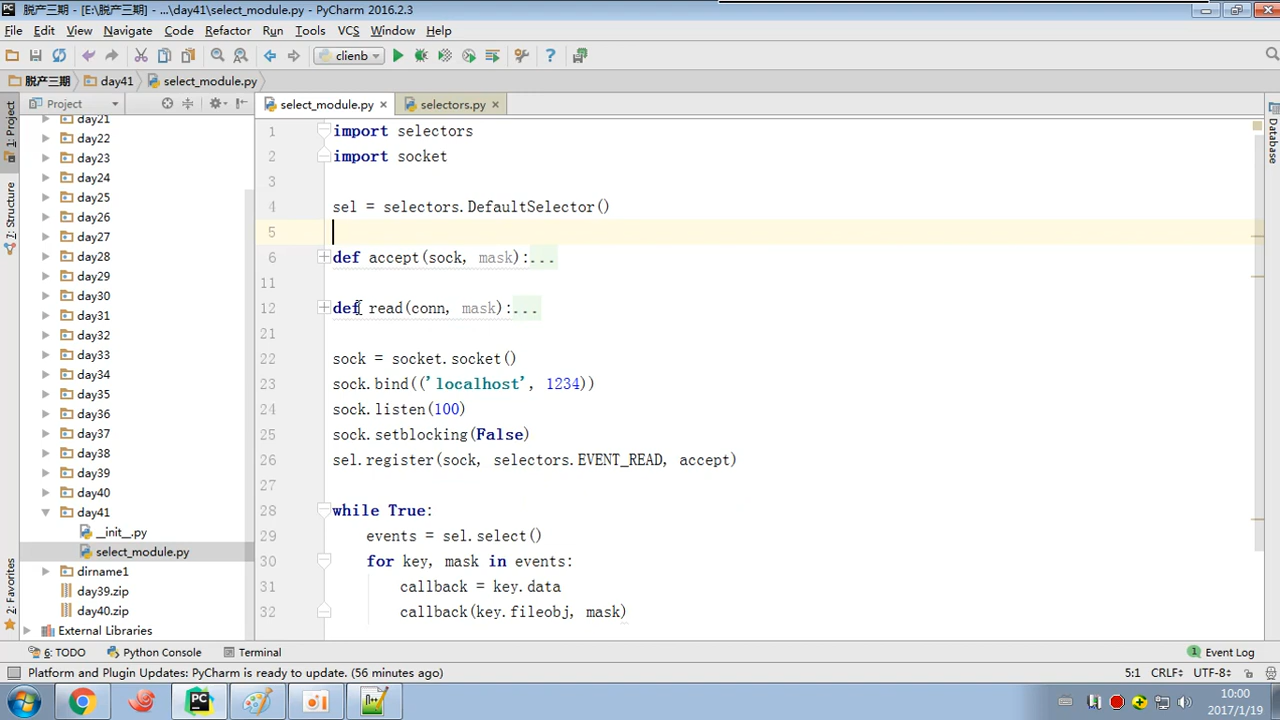 脱产三期 - [E:\脱产三期] - ...\day41\select_module.py - PyCharm 2016.2.3
File Edit View Navigate Code Refactor Run Tools VCS Window Help
clienb
脱产三期 day41 select_module.py
1: Project
7: Structure
2: Favorites
Project
day21
day22
day23
day24
day25
day26
day27
day28
day29
day30
day31
day32
day33
day34
day35
day36
day37
day38
day39
day40
day41
__init__.py
select_module.py
dirname1
day39.zip
day40.zip
External Libraries
select_module.py selectors.py
1 import selectors
2 import socket
3
4 sel = selectors.DefaultSelector()
5
6 def accept(sock, mask):...
11
12 def read(conn, mask):...
21
22 sock = socket.socket()
23 sock.bind(('localhost', 1234))
24 sock.listen(100)
25 sock.setblocking(False)
26 sel.register(sock, selectors.EVENT_READ, accept)
27
28 while True:
29 events = sel.select()
30 for key, mask in events:
31 callback = key.data
32 callback(key.fileobj, mask)
Database
6: TODO Python Console Terminal 1 Event Log
Platform and Plugin Updates: PyCharm is ready to update. (56 minutes ago) 5:1 CRLF UTF-8
10:00
2017/1/19